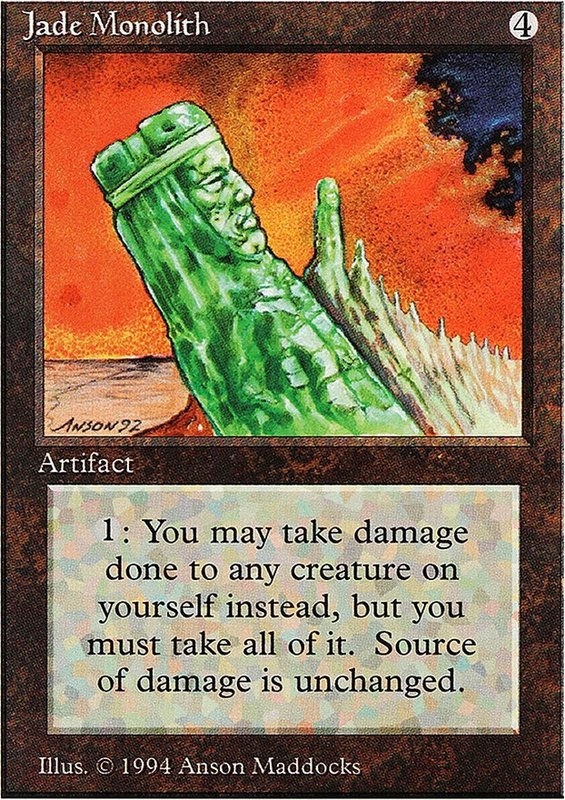 Jade Monolith
4
ANSON 92
Artifact
1: You may take damage
done to any creature on
yourself instead, but you
must take all of it. Source
of damage is unchanged.
Illus. © 1994 Anson Maddocks